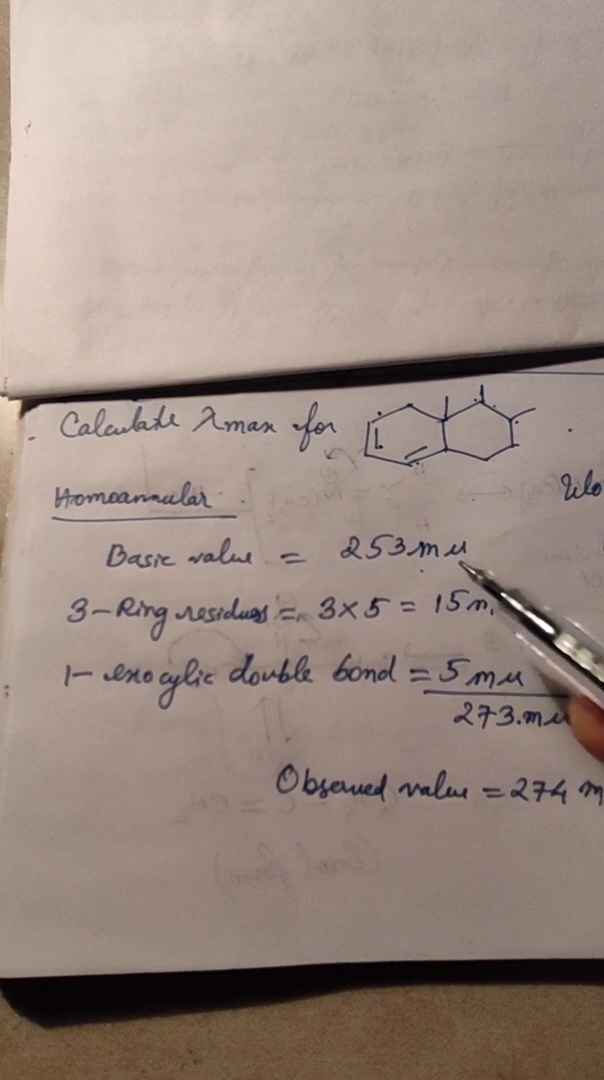 Calculate λmax for
Homoannular.
Basic value = 253 mμ
3-Ring residues = 3×5 = 15 m
1- exocylic double bond = 5 mμ
273.mμ
Observed value = 274 m